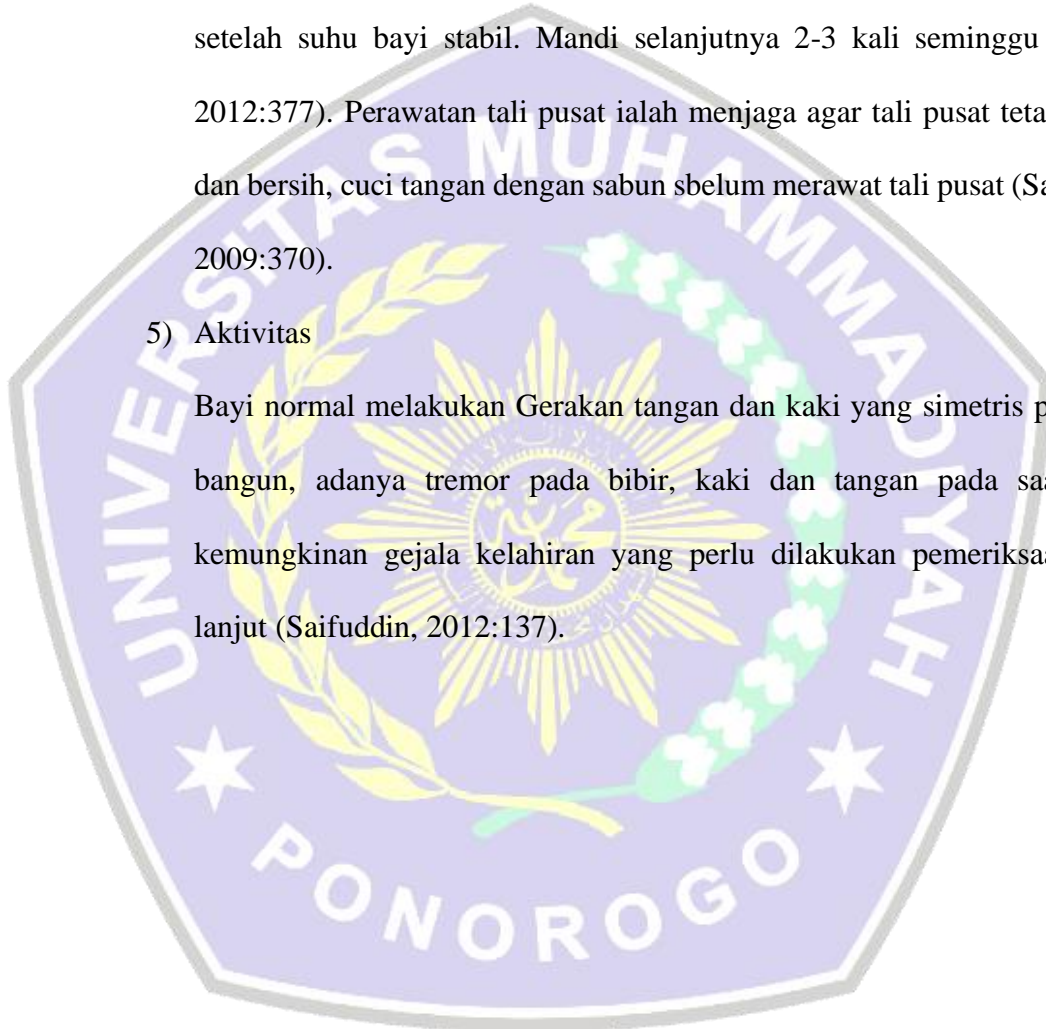 setelah suhu bayi stabil. Mandi selanjutnya 2-3 kali seminggu
2012:377). Perawatan tali pusat ialah menjaga agar tali pusat teta
dan bersih, cuci tangan dengan sabun sbelum merawat tali pusat (Sa
2009:370).
5) Aktivitas
Bayi normal melakukan Gerakan tangan dan kaki yang simetris p
bangun, adanya tremor pada bibir, kaki dan tangan pada saa
kemungkinan gejala kelahiran yang perlu dilakukan pemeriksaa
lanjut (Saifuddin, 2012:137).
UNIVERSITAS MUHAMMADIYAH
PONOROGO